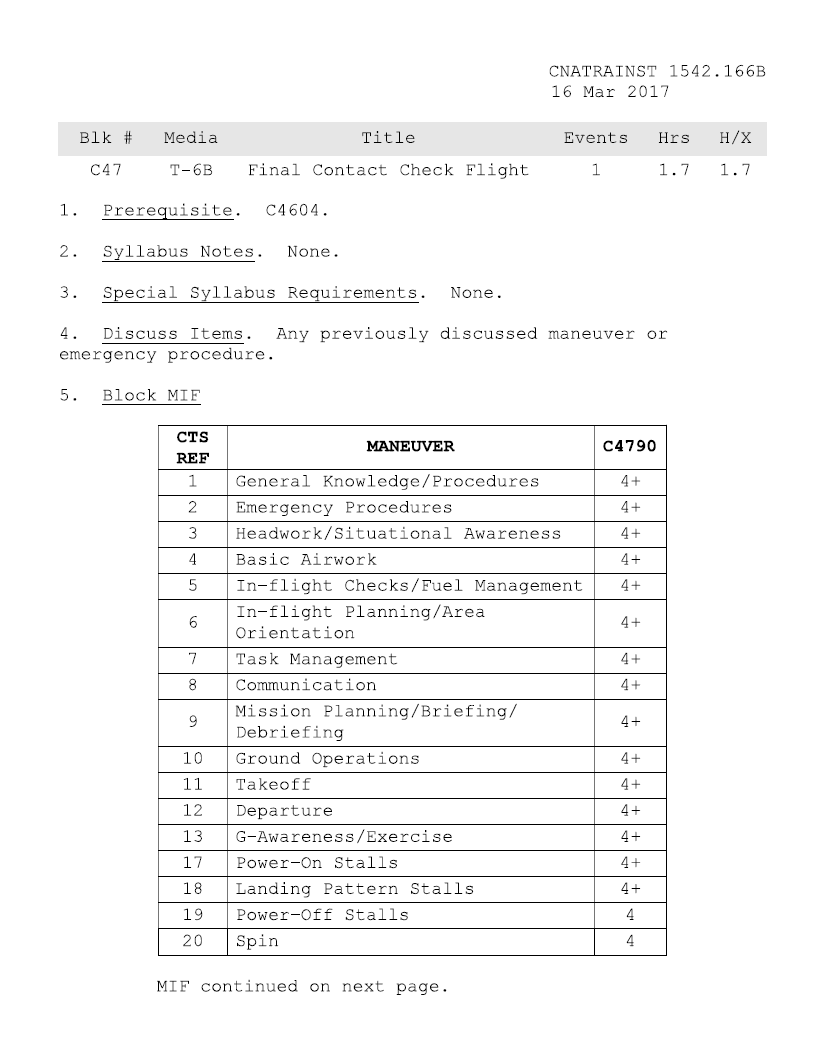 CNATRAINST 1542.166B
16 Mar 2017
Blk # Media Title Events Hrs H/X
C47 T-6B Final Contact Check Flight 1 1.7 1.7
1. Prerequisite. C4604.
2. Syllabus Notes. None.
3. Special Syllabus Requirements. None.
4. Discuss Items. Any previously discussed maneuver or
emergency procedure.
5. Block MIF
CTS
REF MANEUVER C4790
1 General Knowledge/Procedures 4+
2 Emergency Procedures 4+
3 Headwork/Situational Awareness 4+
4 Basic Airwork 4+
5 In-flight Checks/Fuel Management 4+
6 In-flight Planning/Area
Orientation 4+
7 Task Management 4+
8 Communication 4+
9 Mission Planning/Briefing/
Debriefing 4+
10 Ground Operations 4+
11 Takeoff 4+
12 Departure 4+
13 G-Awareness/Exercise 4+
17 Power-On Stalls 4+
18 Landing Pattern Stalls 4+
19 Power-Off Stalls 4
20 Spin 4
MIF continued on next page.